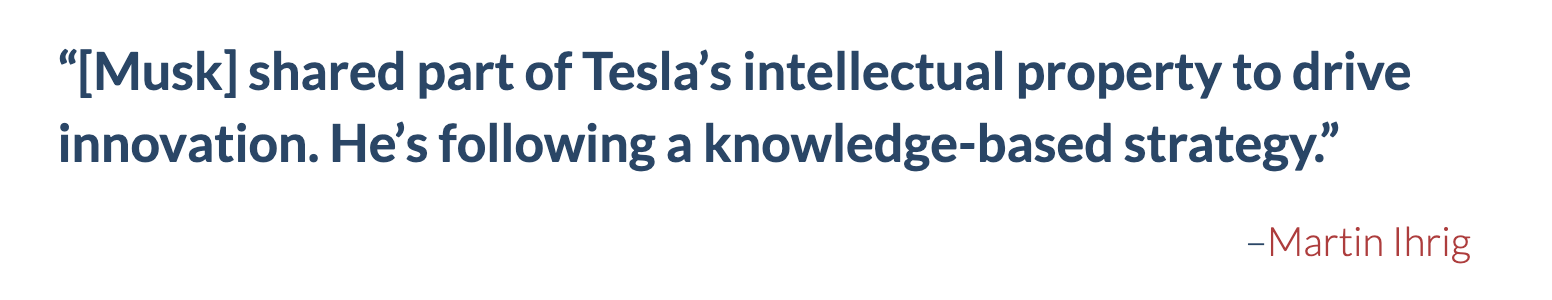 “[Musk] shared part of Tesla’s intellectual property to drive
innovation. He’s following a knowledge-based strategy.”
–Martin Ihrig